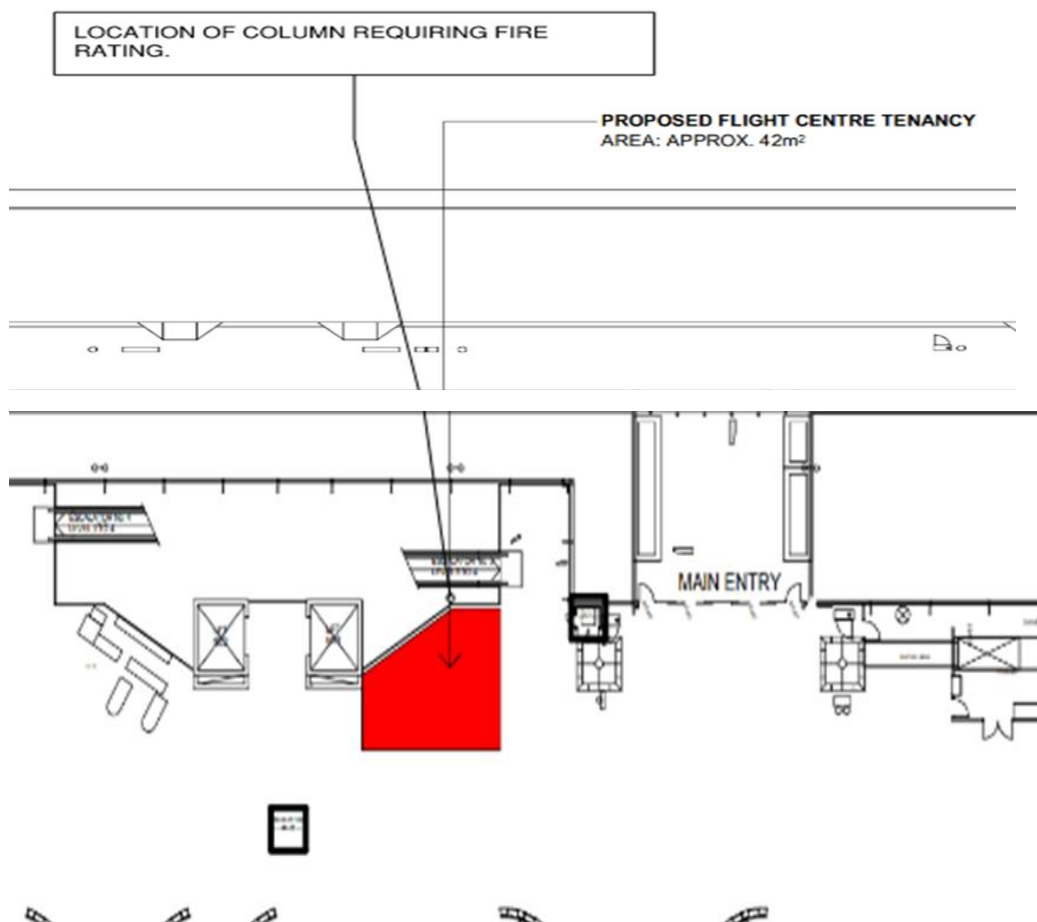 LOCATION OF COLUMN REQUIRING FIRE
RATING.
PROPOSED FLIGHT CENTRE TENANCY
AREA: APPROX. 42m²
MAIN ENTRY